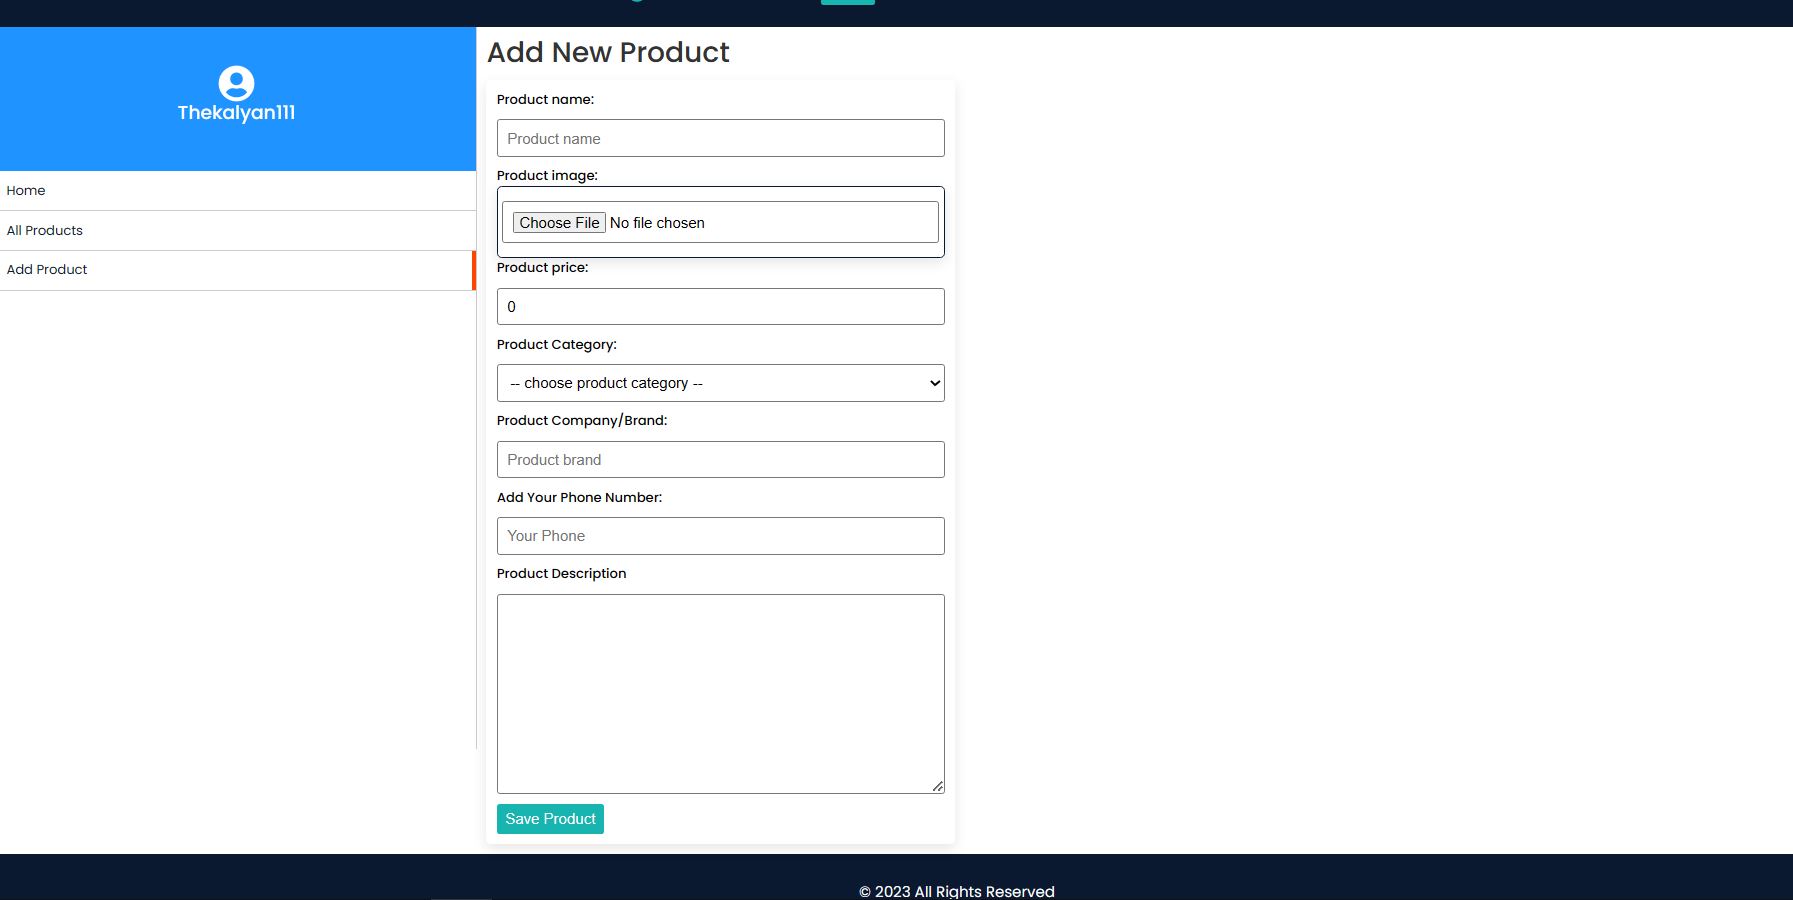 Thekalyan111
Home
All Products
Add Product
Add New Product
Product name:
Product name
Product image:
Choose File No file chosen
Product price:
0
Product Category:
-- choose product category --
Product Company/Brand:
Product brand
Add Your Phone Number:
Your Phone
Product Description
Save Product
© 2023 All Rights Reserved